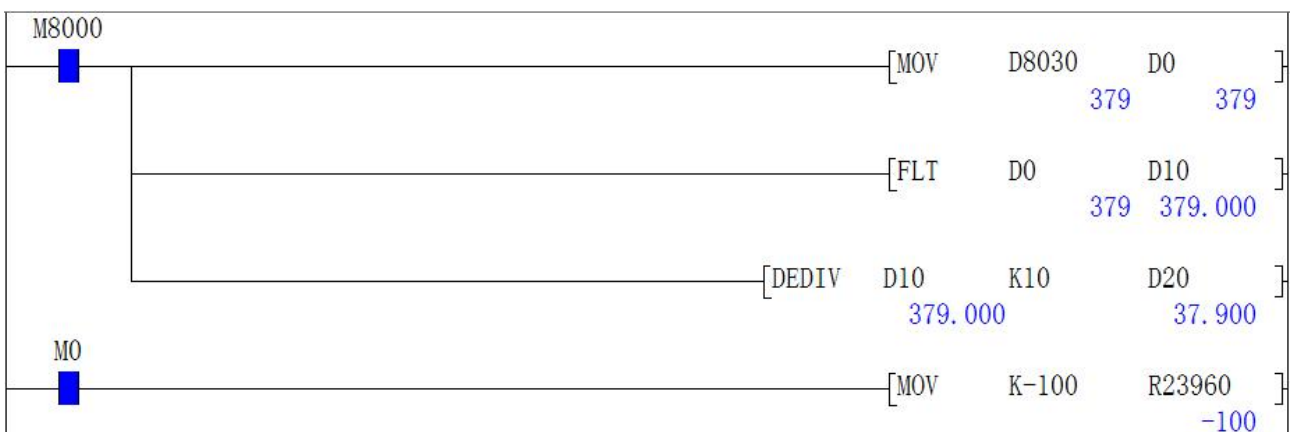 M8000
[MOV D8030 D0 ]
379 379
[FLT D0 D10 ]
379 379.000
[DEDIV D10 K10 D20 ]
379.000 37.900
M0
[MOV K-100 R23960 ]
-100